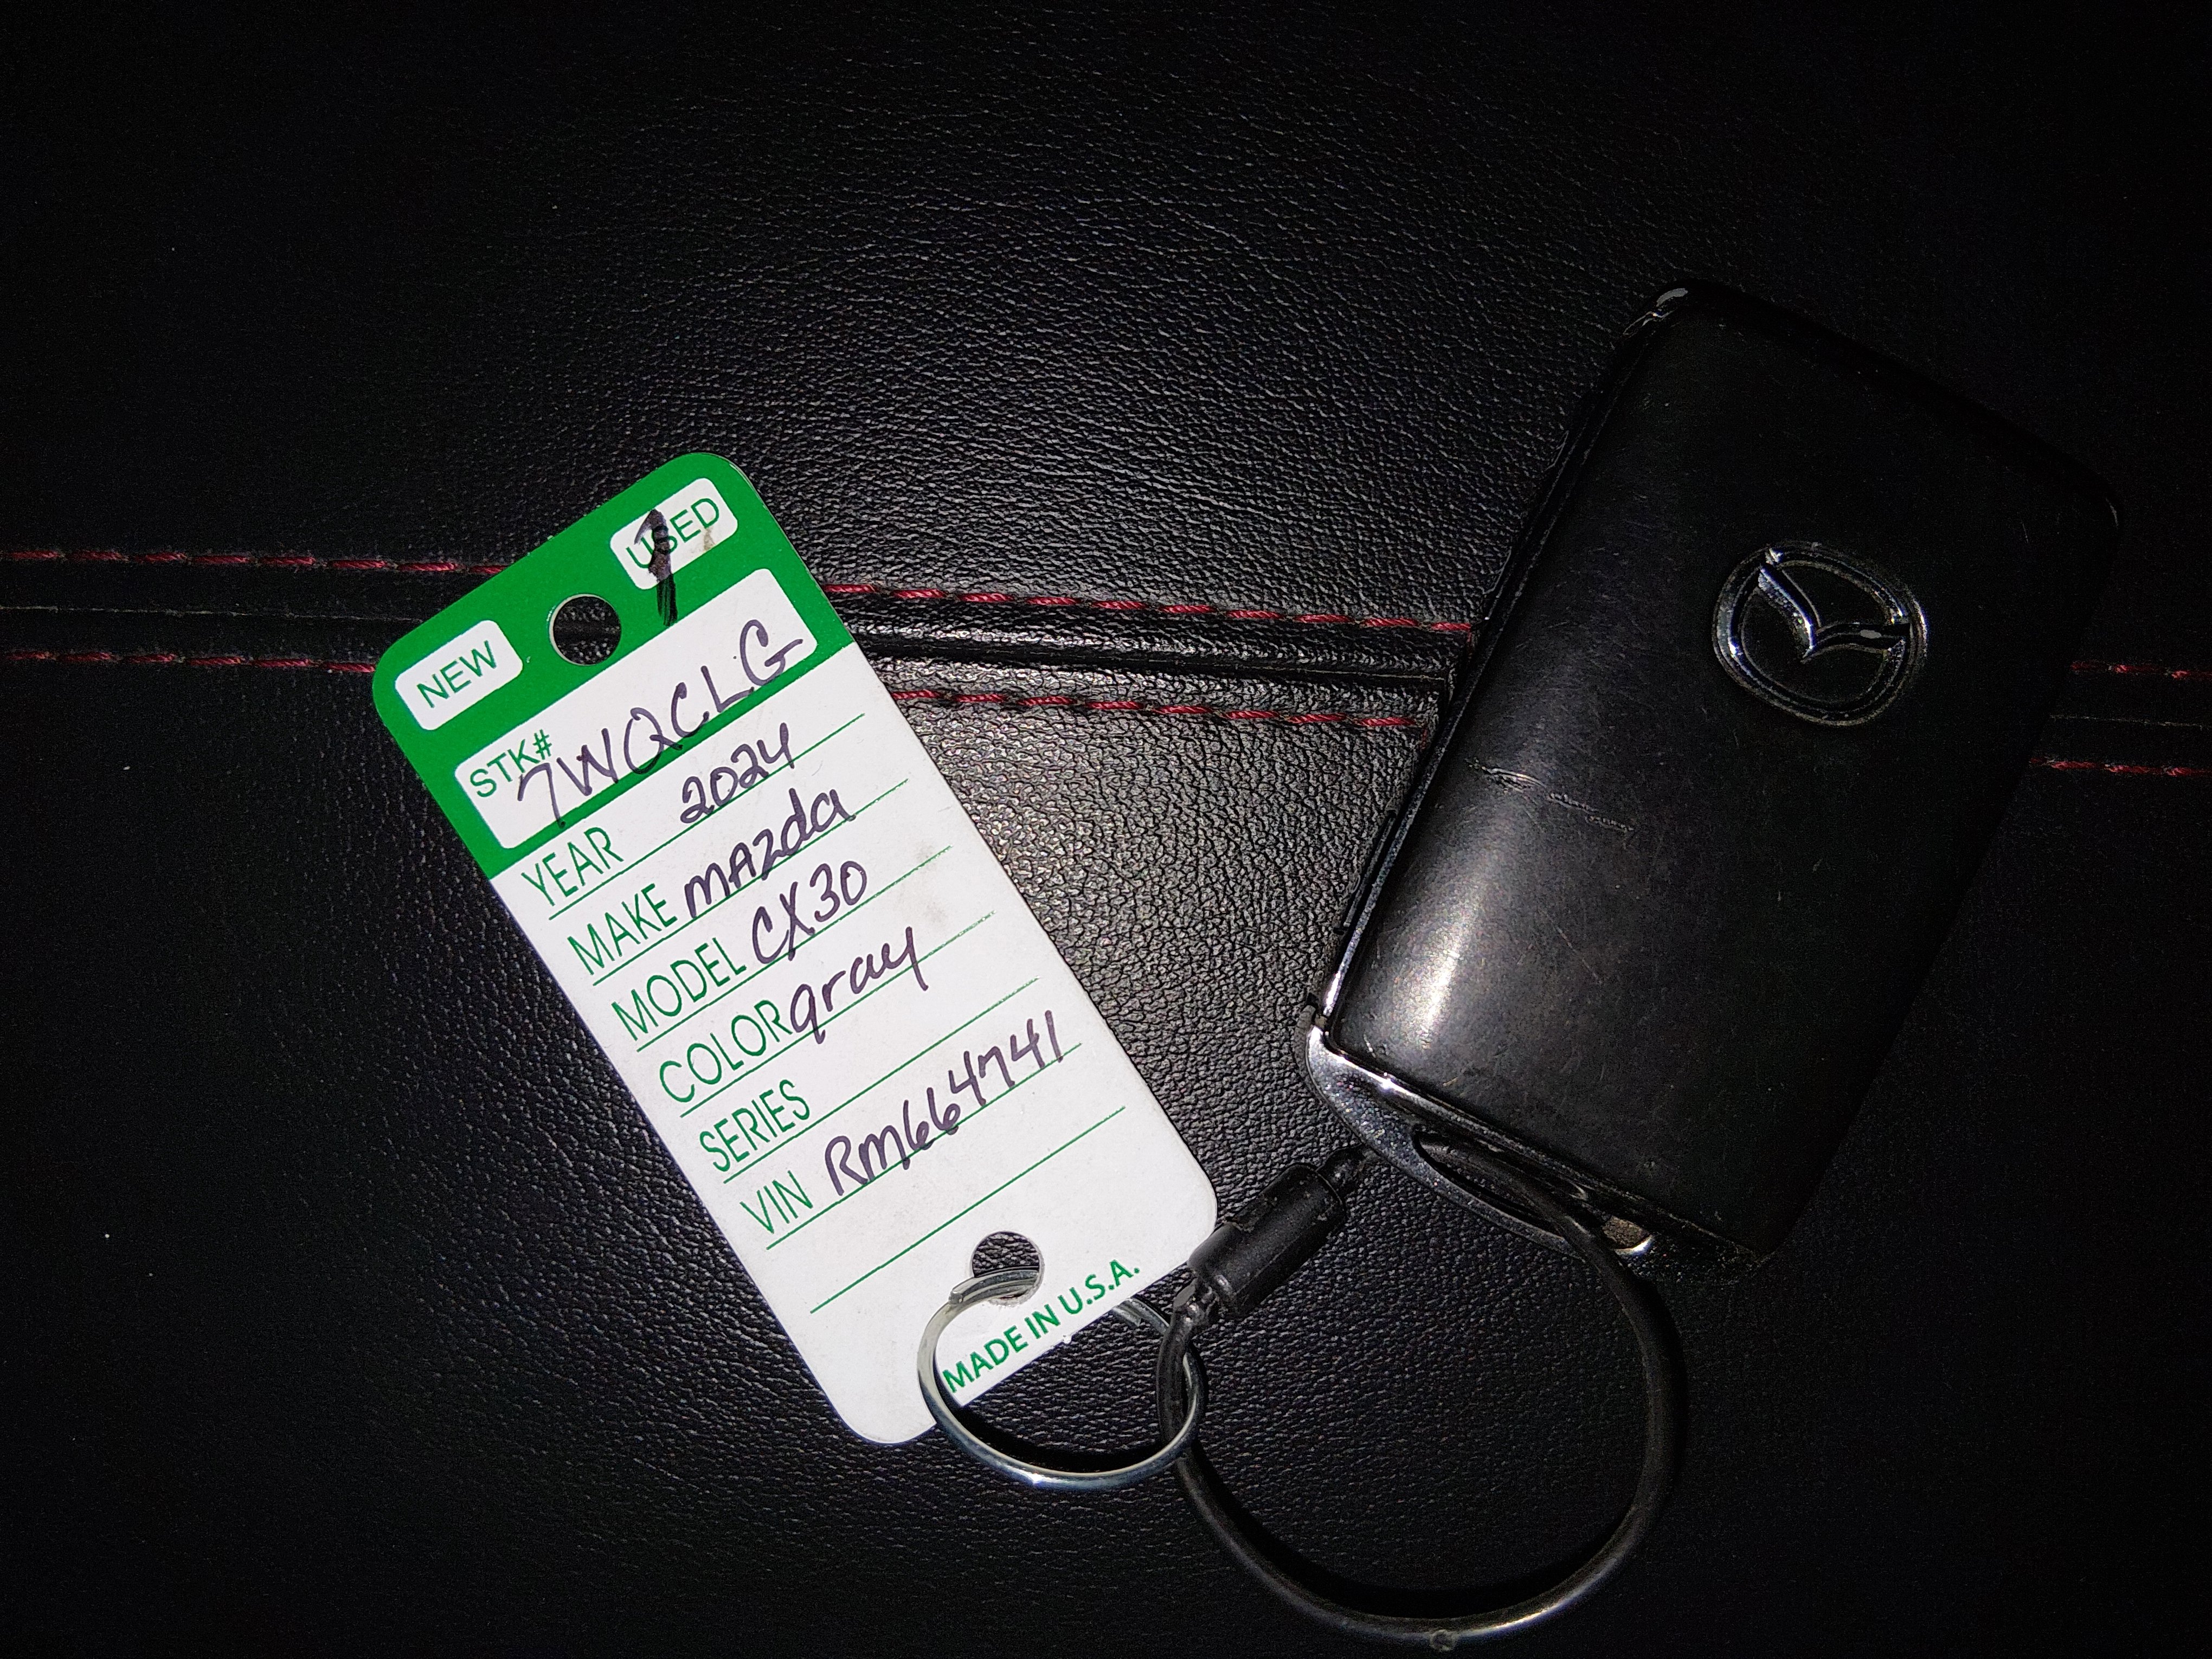 NEW USED
STK# 7WQCLG
YEAR 2024
MAKE mAzda
MODEL CX30
COLOR gray
SERIES
VIN Rm664741
MADE IN U.S.A.